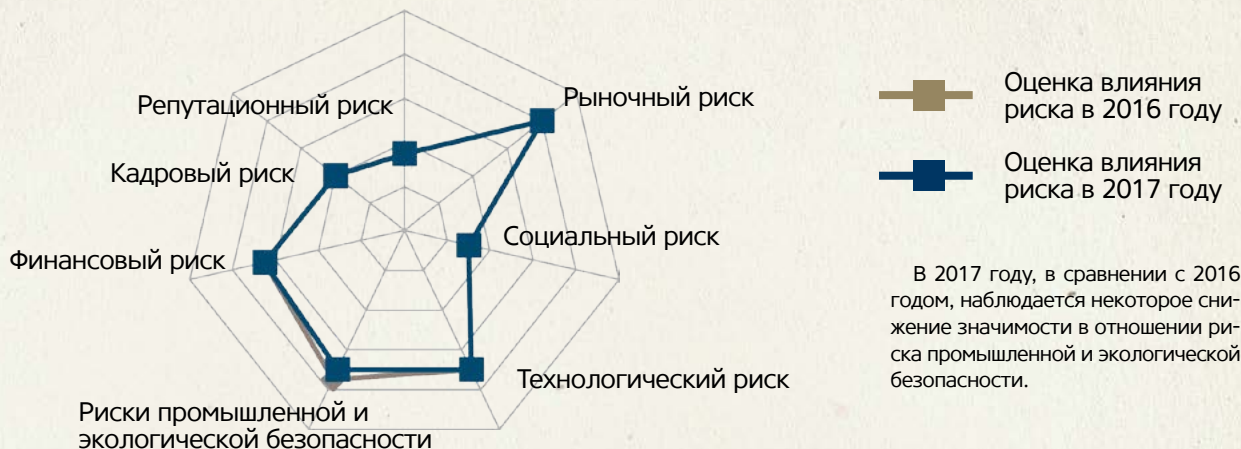 Репутационный риск
Рыночный риск
Кадровый риск
Социальный риск
Финансовый риск
Технологический риск
Риски промышленной и
экологической безопасности
Оценка влияния
риска в 2016 году
Оценка влияния
риска в 2017 году
В 2017 году, в сравнении с 2016
годом, наблюдается некоторое сни-
жение значимости в отношении ри-
ска промышленной и экологической
безопасности.